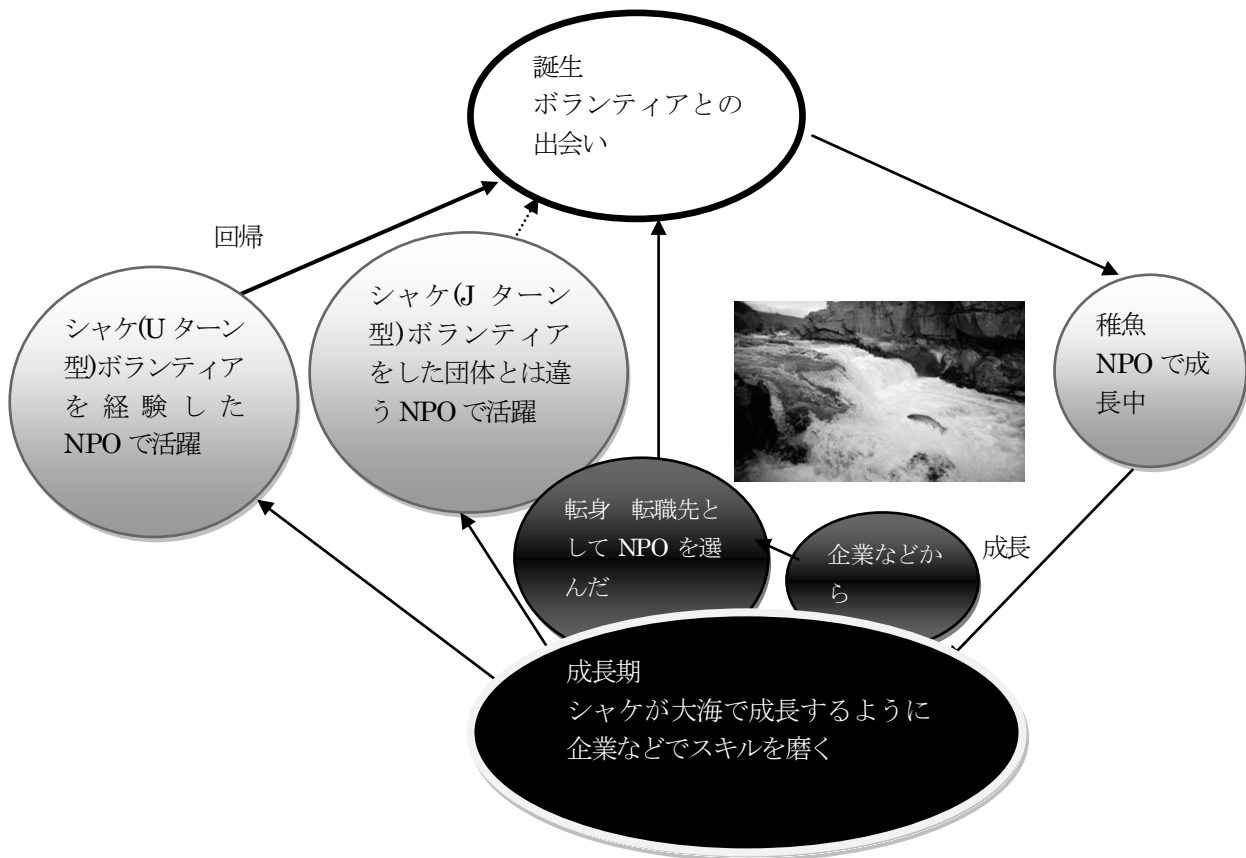 誕生
ボランティアとの
出会い
回帰
シャケ(U ターン
型)ボランティア
を経験した
NPO で活躍
シャケ(J ターン
型)ボランティア
をした団体とは違
う NPO で活躍
稚魚
NPO で成
長中
転身　転職先と
して NPO を選
んだ
企業などか
ら
成長
成長期
シャケが大海で成長するように
企業などでスキルを磨く